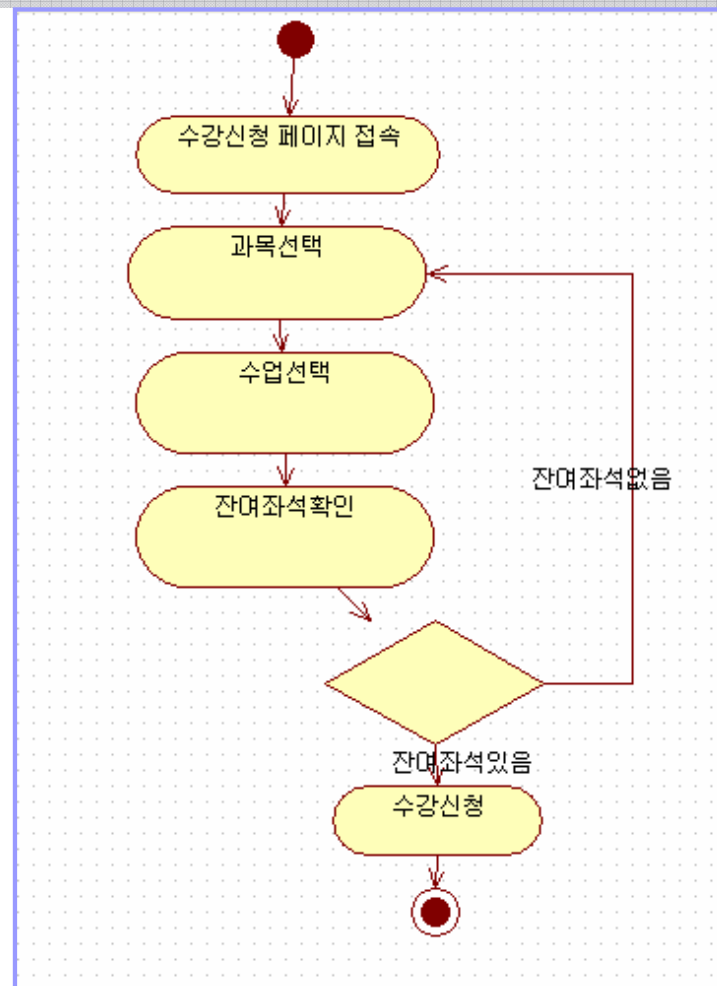 수강신청 페이지 접속
과목선택
수업선택
잔여좌석없음
잔여좌석확인
잔여좌석있음
수강신청